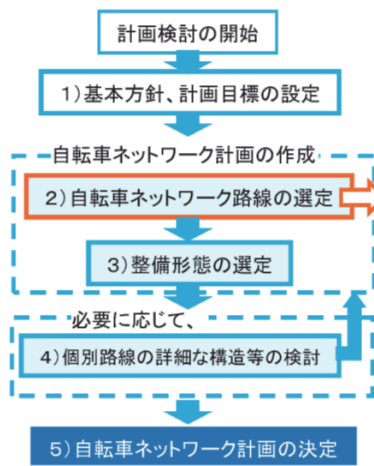 計画検討の開始
1)基本方針、計画目標の設定
自転車ネットワーク計画の作成
2)自転車ネットワーク路線の選定
3)整備形態の選定
必要に応じて、
4)個別路線の詳細な構造等の検討
5)自転車ネットワーク計画の決定